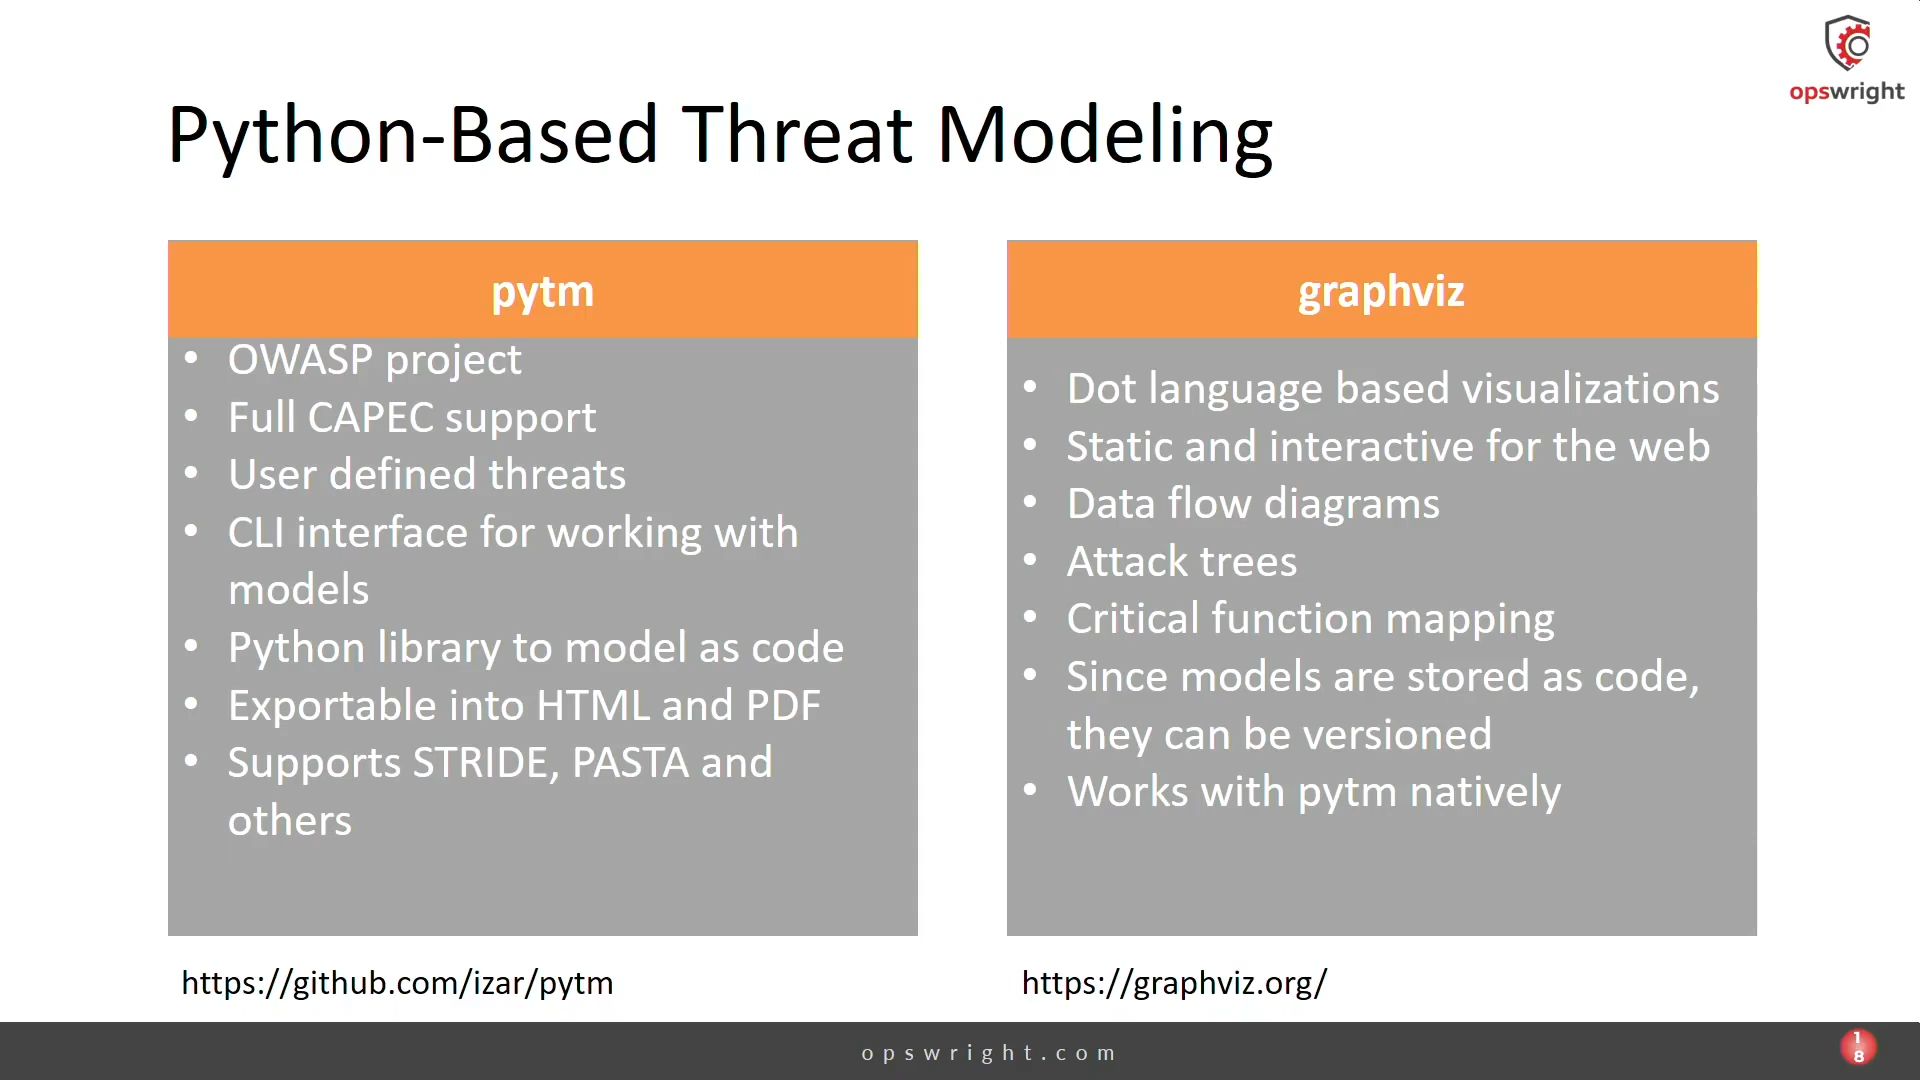 opswright
Python-Based Threat Modeling
pytm
• OWASP project
• Full CAPEC support
• User defined threats
• CLI interface for working with
models
• Python library to model as code
• Exportable into HTML and PDF
• Supports STRIDE, PASTA and
others
https://github.com/izar/pytm
graphviz
• Dot language based visualizations
• Static and interactive for the web
• Data flow diagrams
• Attack trees
• Critical function mapping
• Since models are stored as code,
they can be versioned
• Works with pytm natively
https://graphviz.org/
opswright.com
1
8